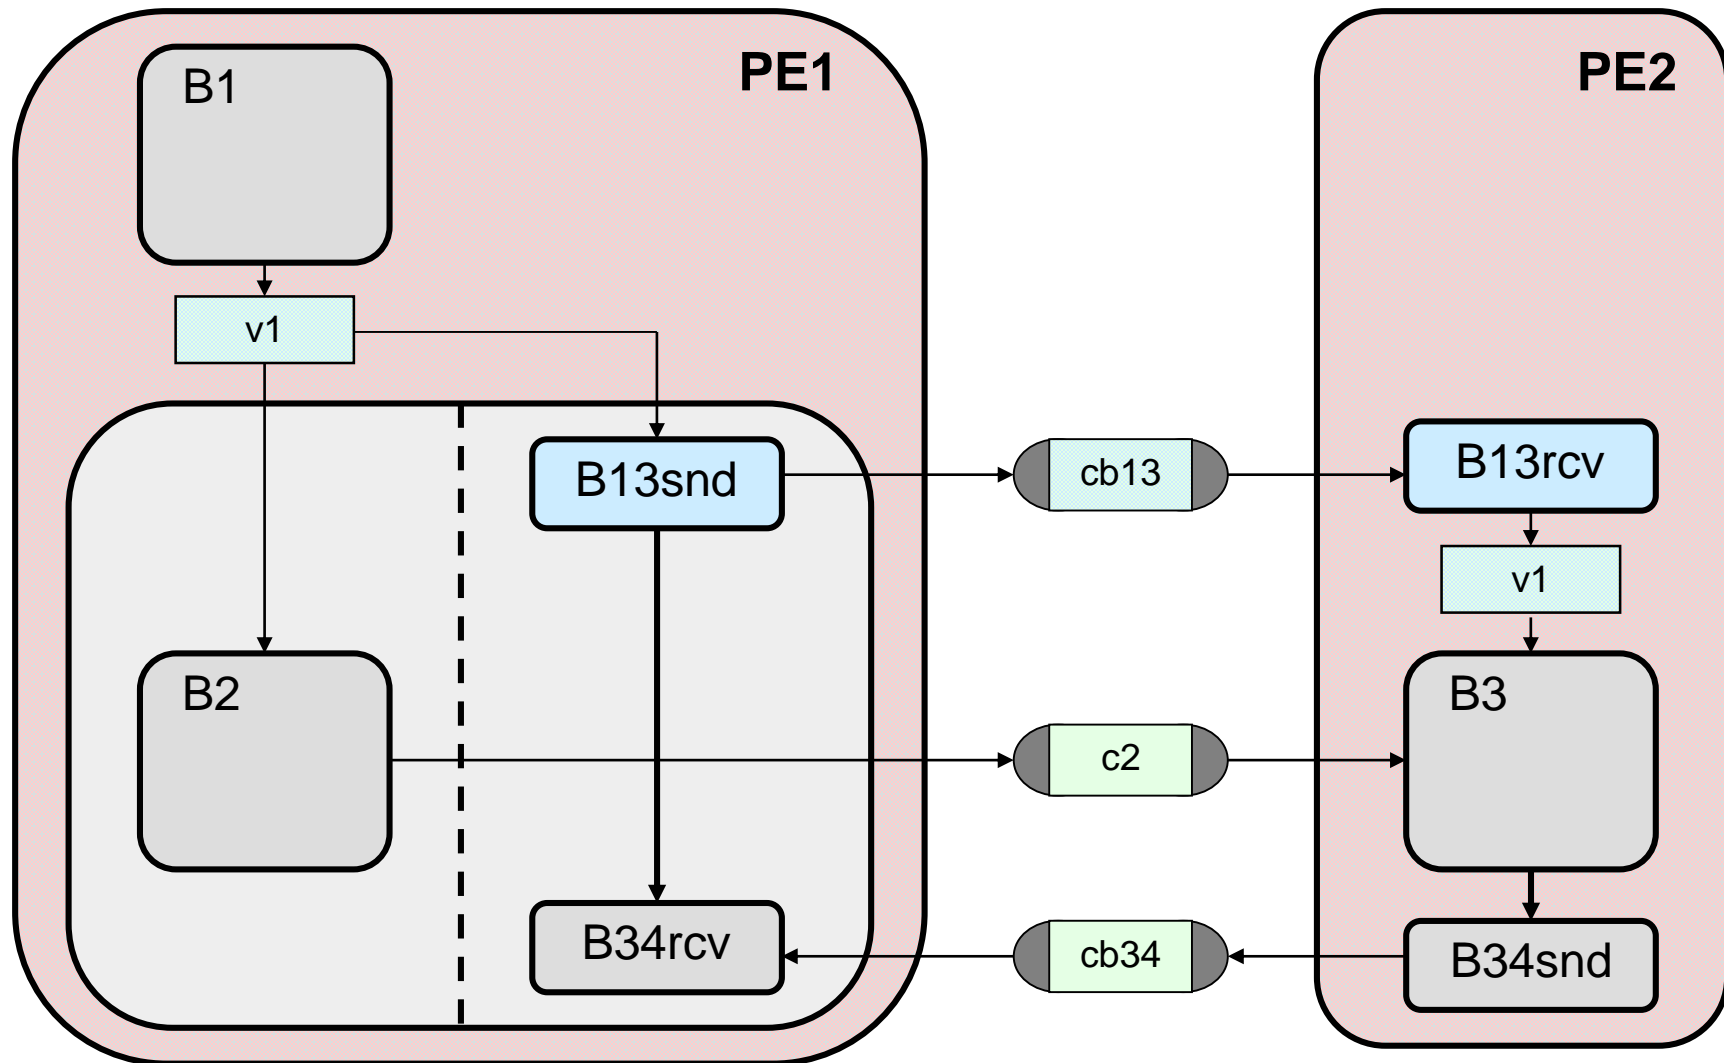 PE1
PE2
B1
v1
B13snd
cb13
B13rcv
v1
B2
c2
B3
B34rcv
cb34
B34snd